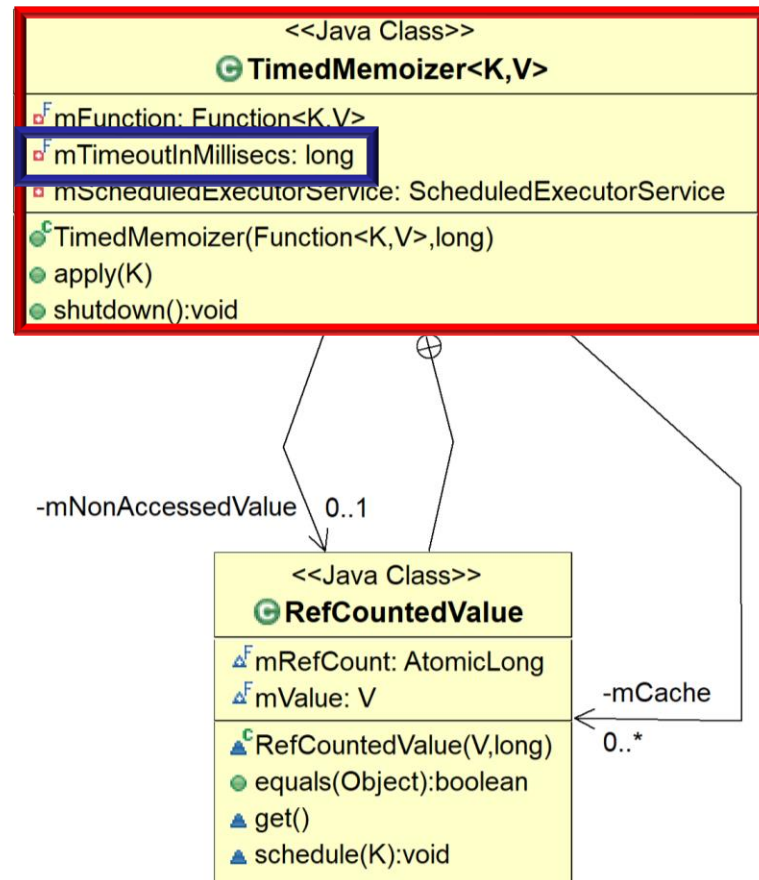 <<Java Class>>
C TimedMemoizer<K,V>
F mFunction: Function<K,V>
F mTimeoutInMillisecs: long
mScheduledExecutorService: ScheduledExecutorService
C TimedMemoizer(Function<K,V>,long)
apply(K)
shutdown():void
-mNonAccessedValue 0..1
<<Java Class>>
C RefCountedValue
F mRefCount: AtomicLong
F mValue: V
-mCache
C RefCountedValue(V,long)
0..*
equals(Object):boolean
get()
schedule(K):void